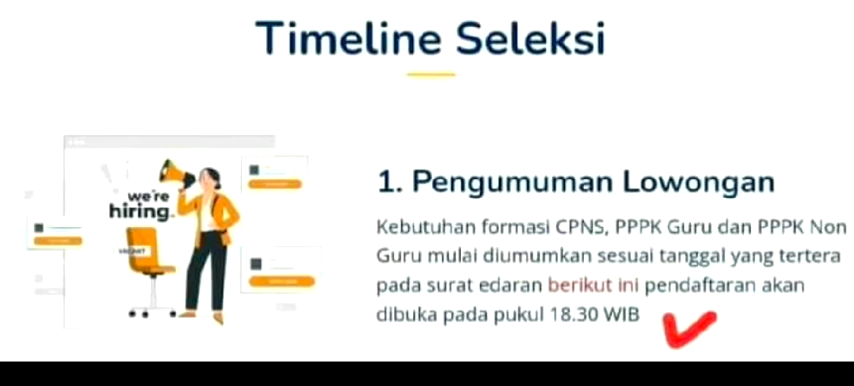 Timeline Seleksi
we're
hiring.
1. Pengumuman Lowongan
Kebutuhan formasi CPNS, PPPK Guru dan PPPK Non
Guru mulai diumumkan sesuai tanggal yang tertera
pada surat edaran berikut ini pendaftaran akan
dibuka pada pukul 18.30 WIB